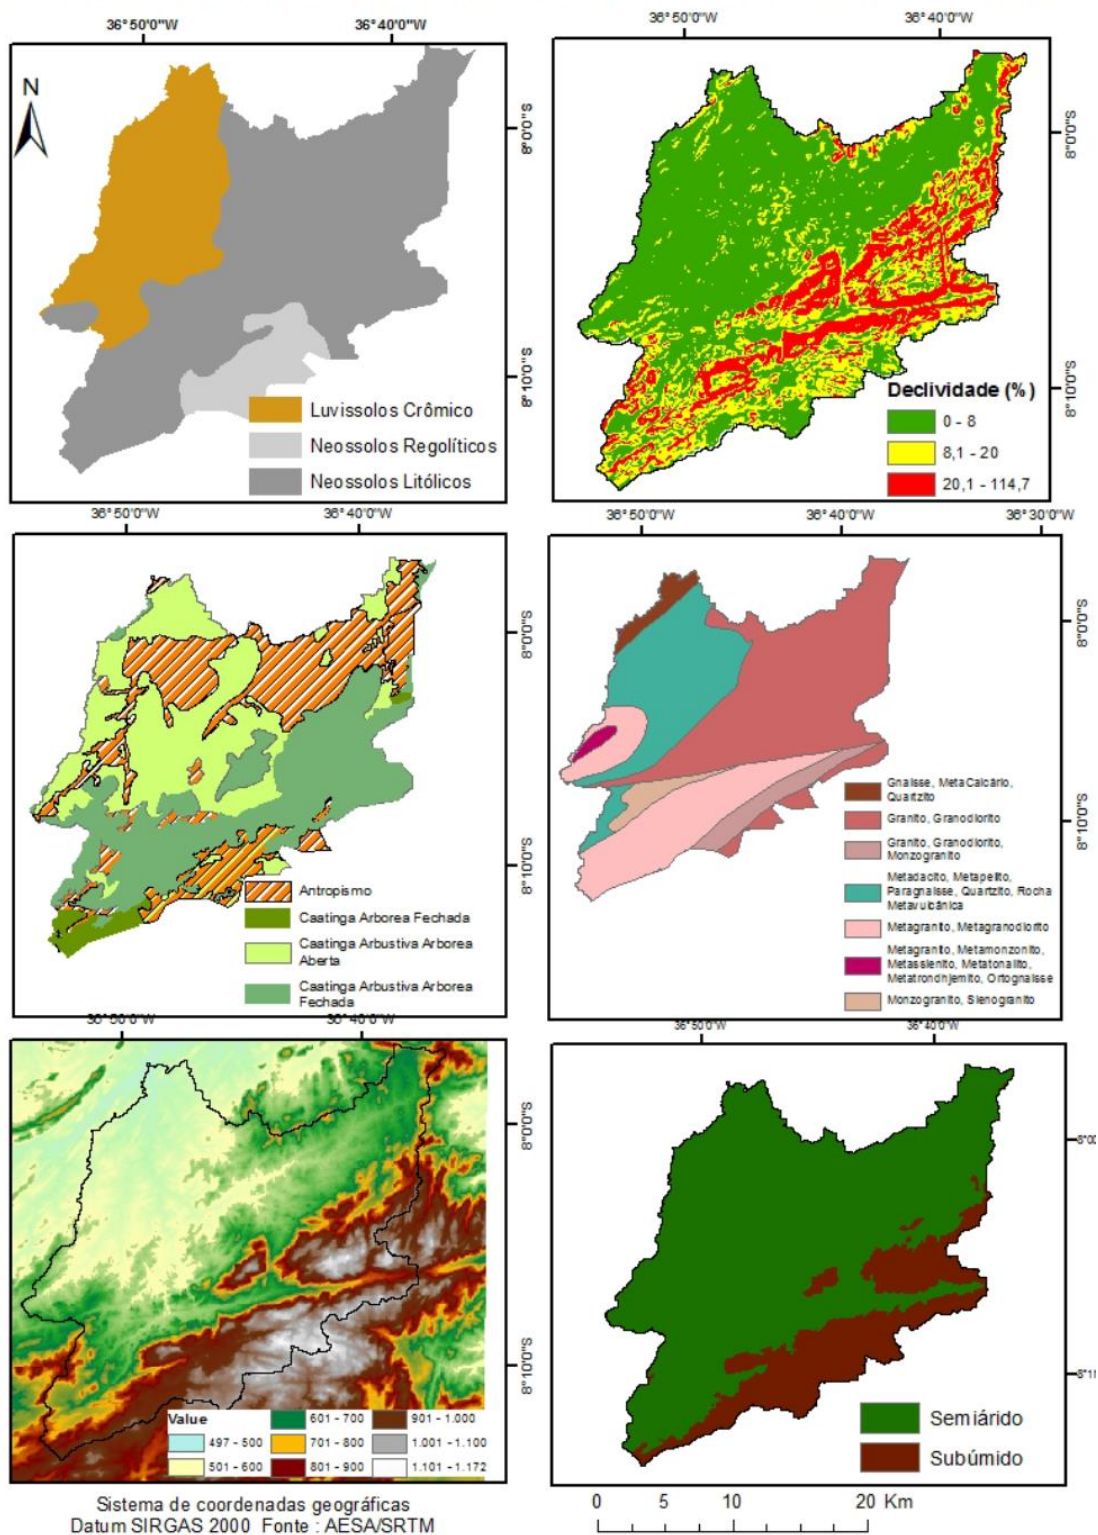 36°50'0"W
36°40'0"W
N
8°0'0"S
8°10'0"S
Luvissolos Crômico
Neossolos Regolíticos
Neossolos Litólicos
36°50'0"W
36°40'0"W
8°0'0"S
8°10'0"S
Declividade (%)
0 - 8
8,1 - 20
20,1 - 114,7
36°50'0"W
36°40'0"W
8°0'0"S
8°10'0"S
Antropismo
Caatinga Arborea Fechada
Caatinga Arbustiva Arborea
Aberta
Caatinga Arbustiva Arborea
Fechada
36°50'0"W
36°40'0"W
36°30'0"W
8°0'0"S
8°10'0"S
Gnaisse, MetaCalcário,
Quartzito
Granito, Granodiorito
Granito, Granodiorito,
Monzogranito
Metadacito, Metapelito,
Paragnaisse, Quartzito, Rocha
Metavulcânica
Metagranito, Metagranodiorito
Metagranito, Metamonzonito,
Metassienito, Metatonalito,
Metatrondhjemito, Ortognaisse
Monzogranito, Sienogranito
36°50'0"W
36°40'0"W
8°0'0"S
8°10'0"S
Value
497 - 500
501 - 600
601 - 700
701 - 800
801 - 900
901 - 1.000
1.001 - 1.100
1.101 - 1.172
36°50'0"W
36°40'0"W
8°00
8°1
Semiárido
Subúmido
Sistema de coordenadas geográficas
Datum SIRGAS 2000 Fonte : AESA/SRTM
0 5 10 20 Km